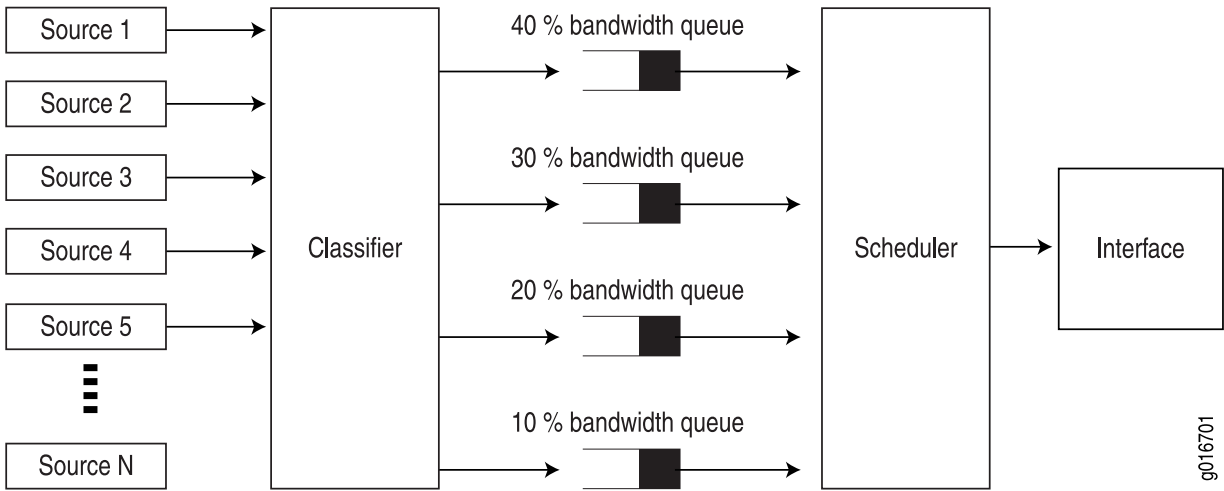 Source 1
Source 2
Source 3
Source 4
Source 5
Source N
Classifier
40 % bandwidth queue
30 % bandwidth queue
20 % bandwidth queue
10 % bandwidth queue
Scheduler
Interface
g016701